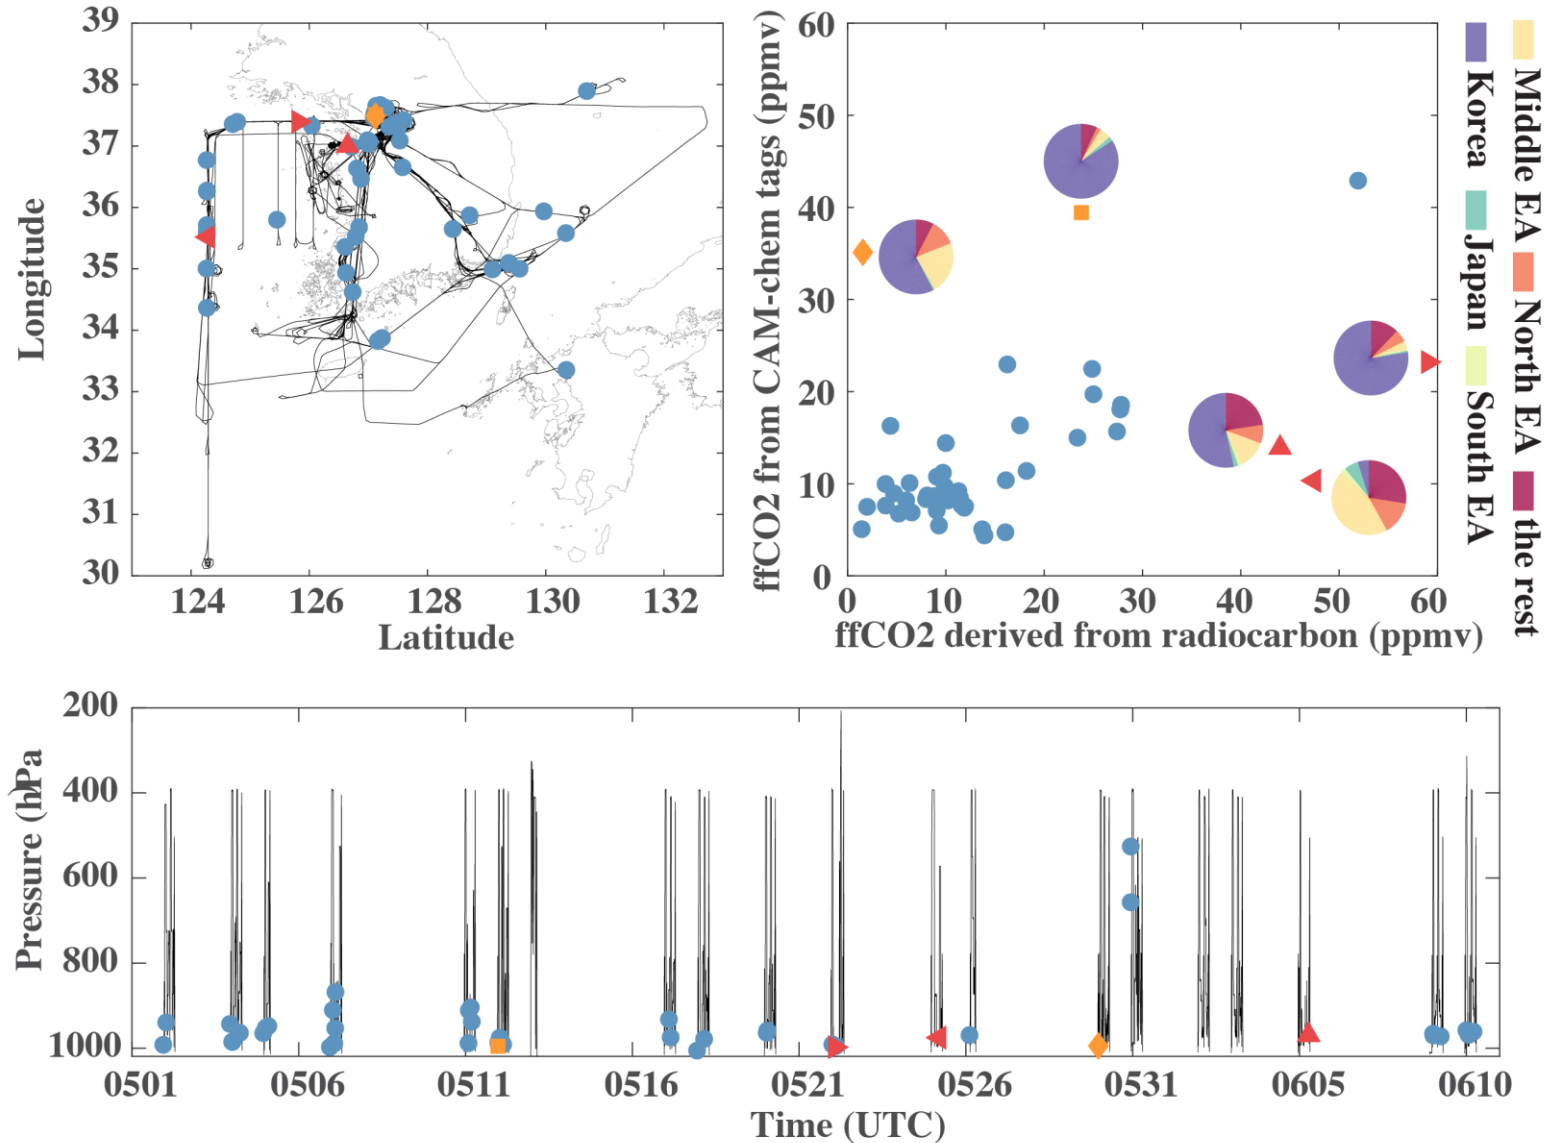 39
38
37
36
35
34
33
32
31
30
Longitude
124 126 128 130 132
Latitude
60
50
40
30
20
10
0
ffCO2 from CAM-chem tags (ppmv)
0 10 20 30 40 50 60
ffCO2 derived from radiocarbon (ppmv)
Middle EA North EA the rest
Korea Japan South EA
200
400
600
800
1000
Pressure (hPa
0501 0506 0511 0516 0521 0526 0531 0605 0610
Time (UTC)